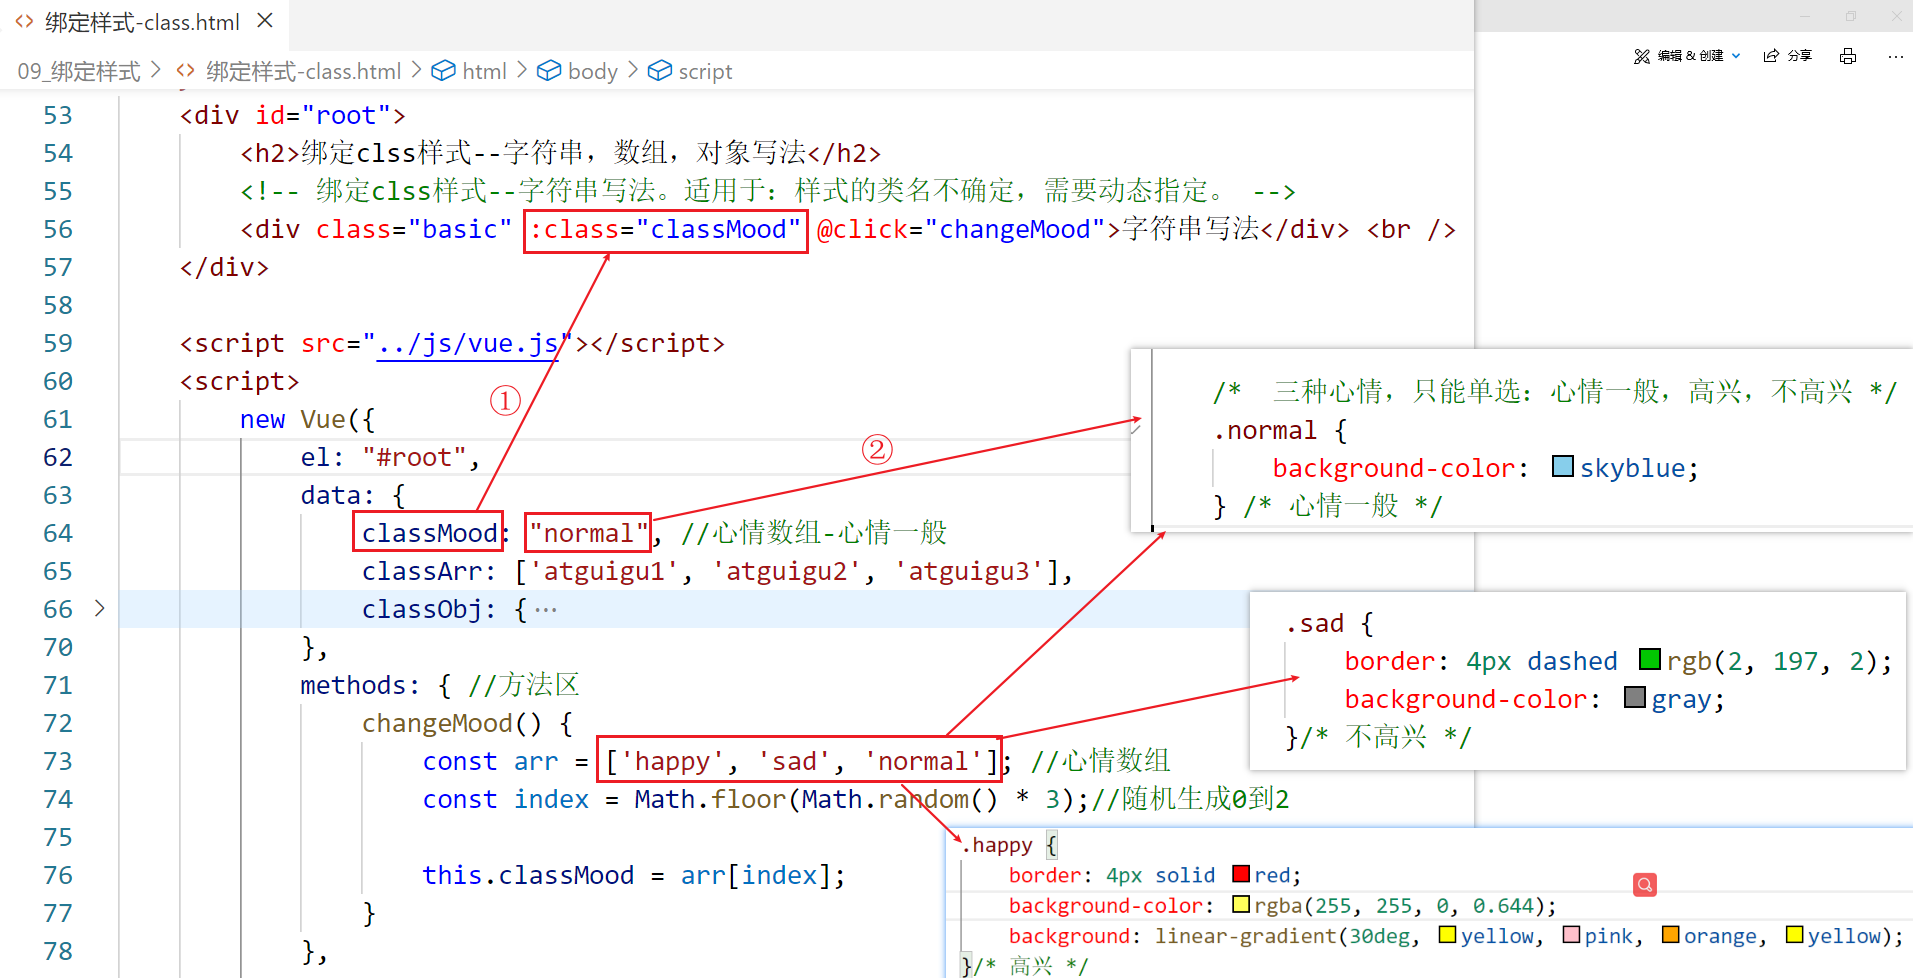 绑定样式-class.html
编辑 & 创建 分享
09_绑定样式 > 绑定样式-class.html > html > body > script
53 <div id="root">
54 <h2>绑定clss样式--字符串，数组，对象写法</h2>
55 <!-- 绑定clss样式--字符串写法。适用于：样式的类名不确定，需要动态指定。 -->
56 <div class="basic" :class="classMood" @click="changeMood">字符串写法</div> <br />
57 </div>
58
59 <script src="../js/vue.js"></script>
60 <script>
61 new Vue({
62 el: "#root",
63 data: {
64 classMood: "normal", //心情数组-心情一般
65 classArr: ['atguigu1', 'atguigu2', 'atguigu3'],
66 classObj: {…
70 },
71 methods: { //方法区
72 changeMood() {
73 const arr = ['happy', 'sad', 'normal']; //心情数组
74 const index = Math.floor(Math.random() * 3);//随机生成0到2
75
76 this.classMood = arr[index];
77 }
78 },
①
②
/* 三种心情，只能单选：心情一般，高兴，不高兴 */
.normal {
background-color: skyblue;
} /* 心情一般 */
.sad {
border: 4px dashed rgb(2, 197, 2);
background-color: gray;
}/* 不高兴 */
.happy {
border: 4px solid red;
background-color: rgba(255, 255, 0, 0.644);
background: linear-gradient(30deg, yellow, pink, orange, yellow);
}/* 高兴 */